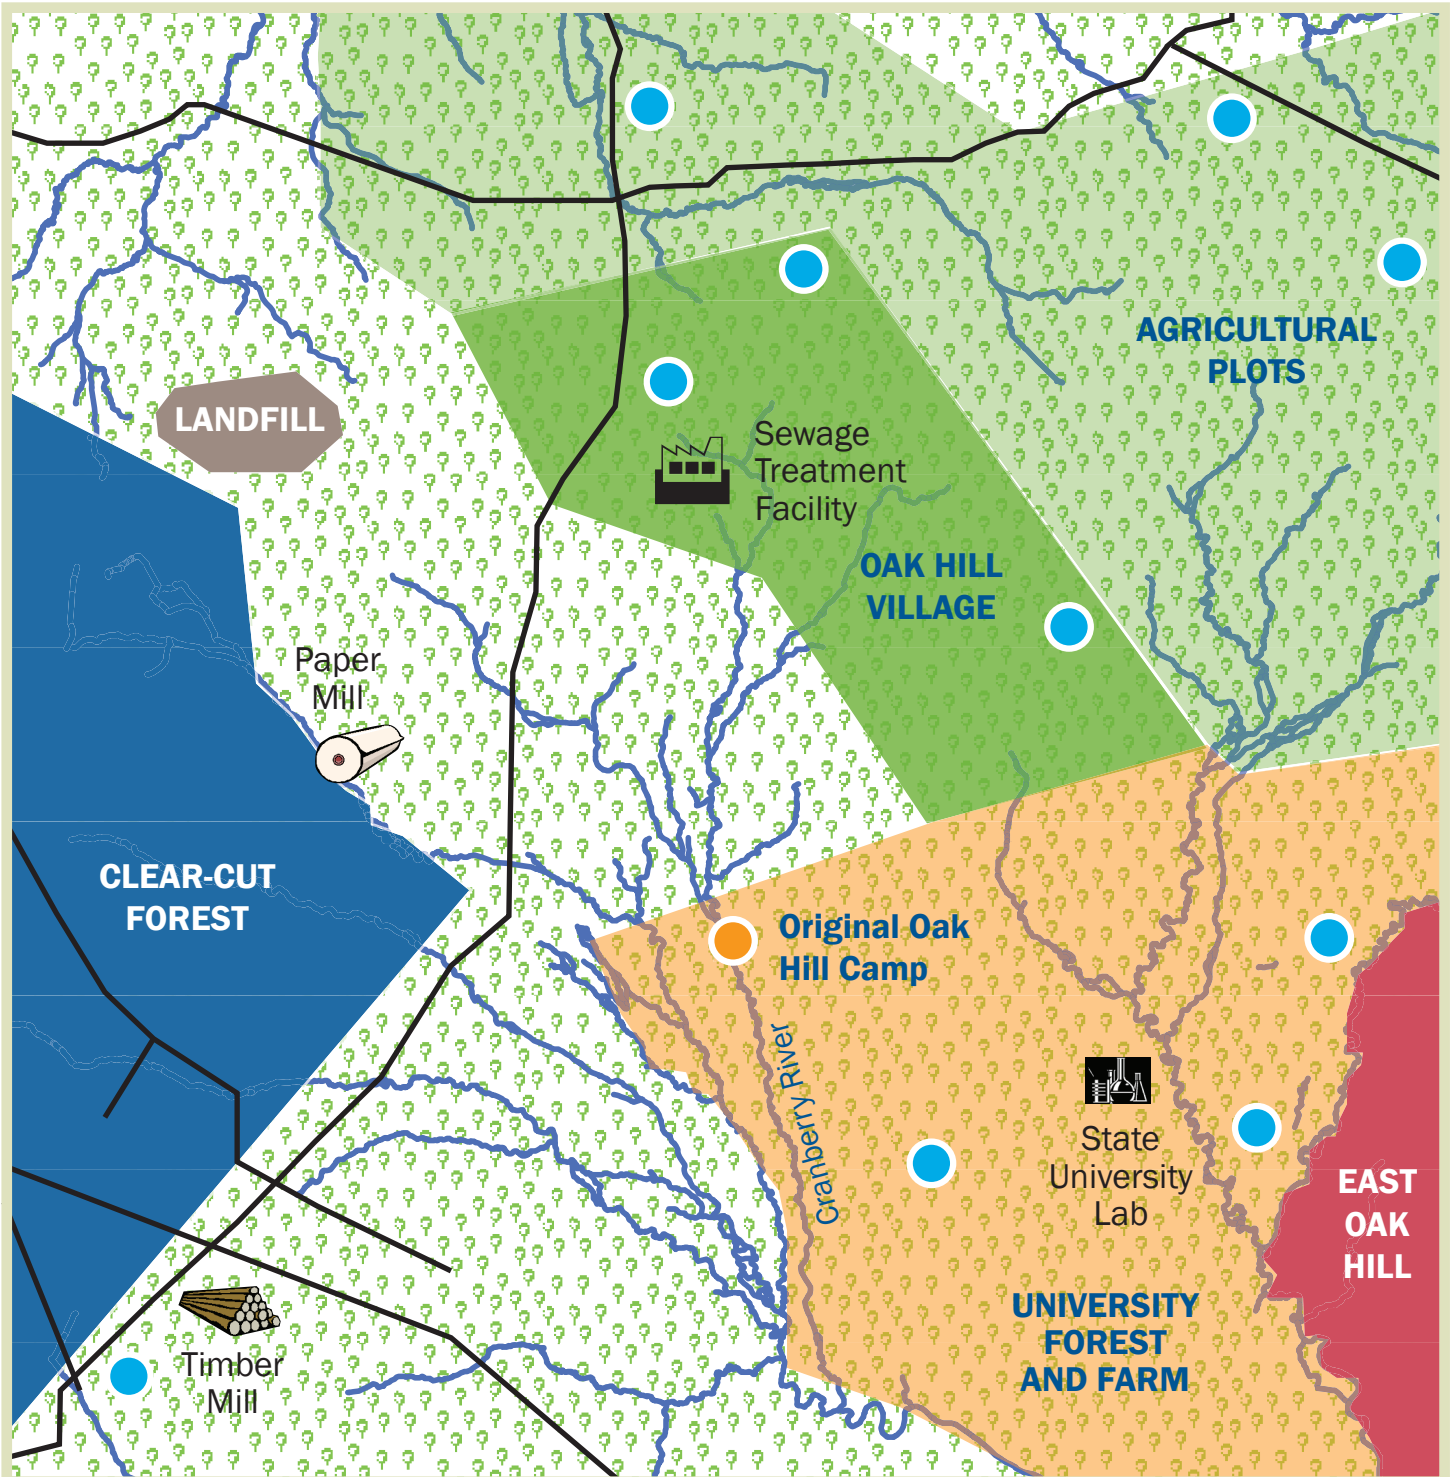 AGRICULTURAL
PLOTS
LANDFILL
Sewage
Treatment
Facility
OAK HILL
VILLAGE
Paper
Mill
CLEAR-CUT
FOREST
Original Oak
Hill Camp
Cranberry River
State
University
Lab
EAST
OAK
HILL
UNIVERSITY
FOREST
AND FARM
Timber
Mill